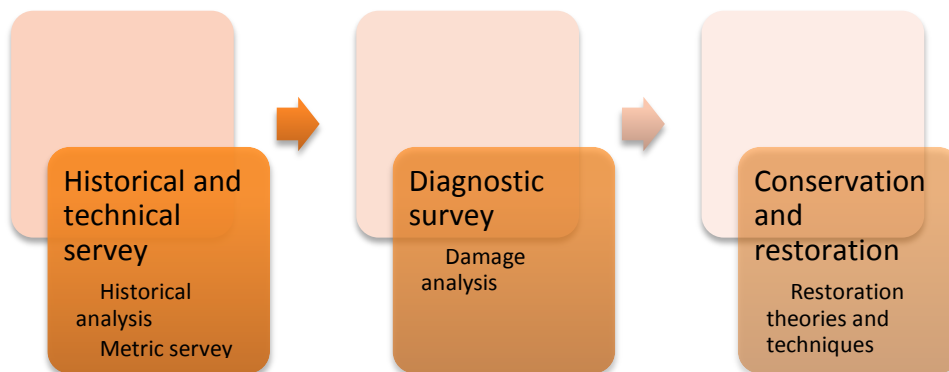 Historical and
technical
servey
Historical
analysis
Metric servey
Diagnostic
survey
Damage
analysis
Conservation
and
restoration
Restoration
theories and
techniques